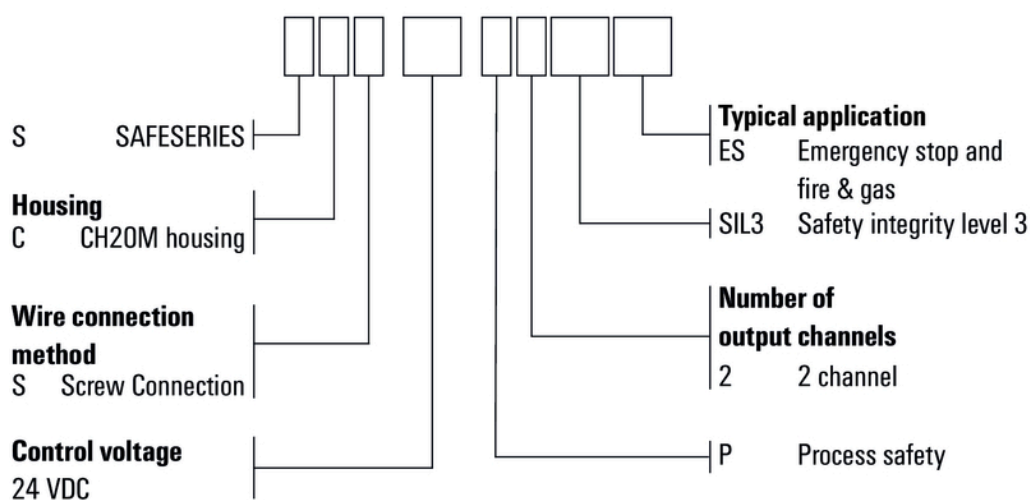 S SAFESERIES
Housing
C CH20M housing
Wire connection
method
S Screw Connection
Control voltage
24 VDC
Typical application
ES Emergency stop and
fire & gas
SIL3 Safety integrity level 3
Number of
output channels
2 2 channel
P Process safety